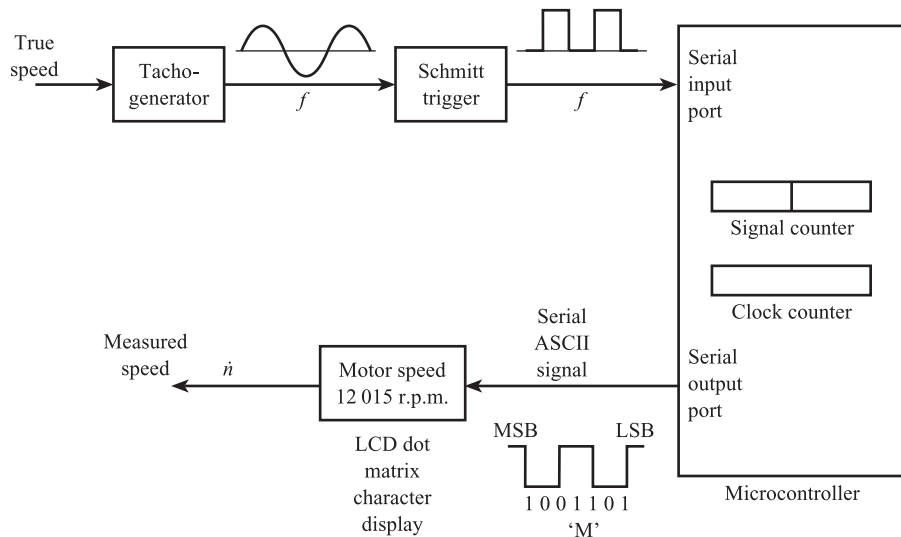 True
speed
Tacho-
generator
f
Schmitt
trigger
f
Serial
input
port
Signal counter
Clock counter
Measured
speed
ṅ
Motor speed
12 015 r.p.m.
LCD dot
matrix
character
display
Serial
ASCII
signal
MSB
LSB
1 0 0 1 1 0 1
‘M’
Serial
output
port
Microcontroller